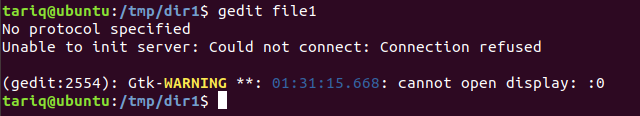 tariq@ubuntu:/tmp/dir1$ gedit file1
No protocol specified
Unable to init server: Could not connect: Connection refused
(gedit:2554): Gtk-WARNING **: 01:31:15.668: cannot open display: :0
tariq@ubuntu:/tmp/dir1$